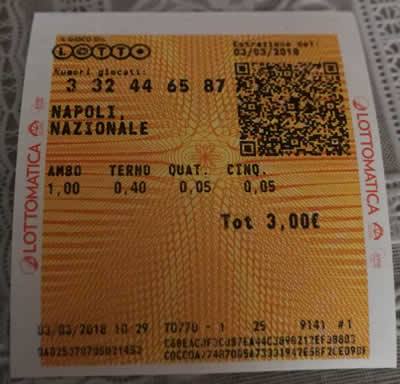 IL GIOCO DEL
LOTTO
Estrazione del:
03/03/2018
Numeri giocati:
3 32 44 65 87
NAPOLI,
NAZIONALE
AMBO TERNO QUAT. CINQ.
1,00 0,40 0,05 0,05
Tot 3,00€
03/03/2018 10 29 TO770 - 1 25 9141 #1
LOTTOMATICA
LOTTOMATICA